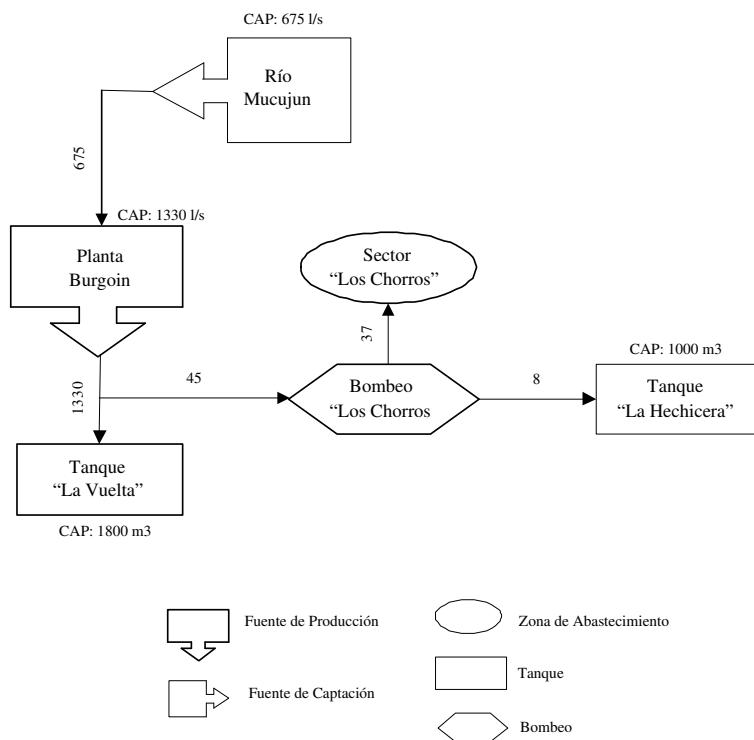 CAP: 675 l/s
Río
Mucujun
675
CAP: 1330 l/s
Planta
Burgoin
Sector
“Los Chorros”
37
CAP: 1000 m3
1330
45
Bombeo
“Los Chorros
8
Tanque
“La Hechicera”
Tanque
“La Vuelta”
CAP: 1800 m3
Fuente de Producción
Zona de Abastecimiento
Tanque
Fuente de Captación
Bombeo